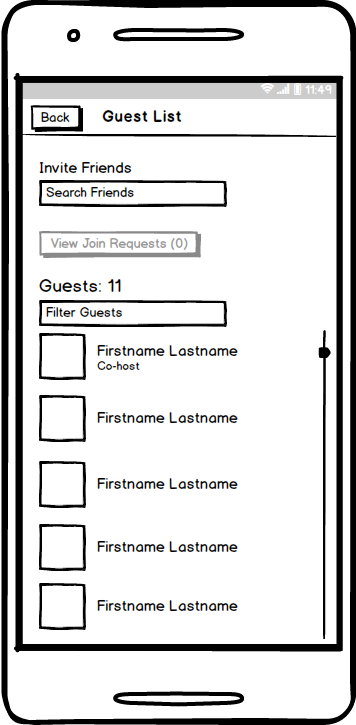 11:49
Back Guest List
Invite Friends
Search Friends
View Join Requests (0)
Guests: 11
Filter Guests
Firstname Lastname
Co-host
Firstname Lastname
Firstname Lastname
Firstname Lastname
Firstname Lastname